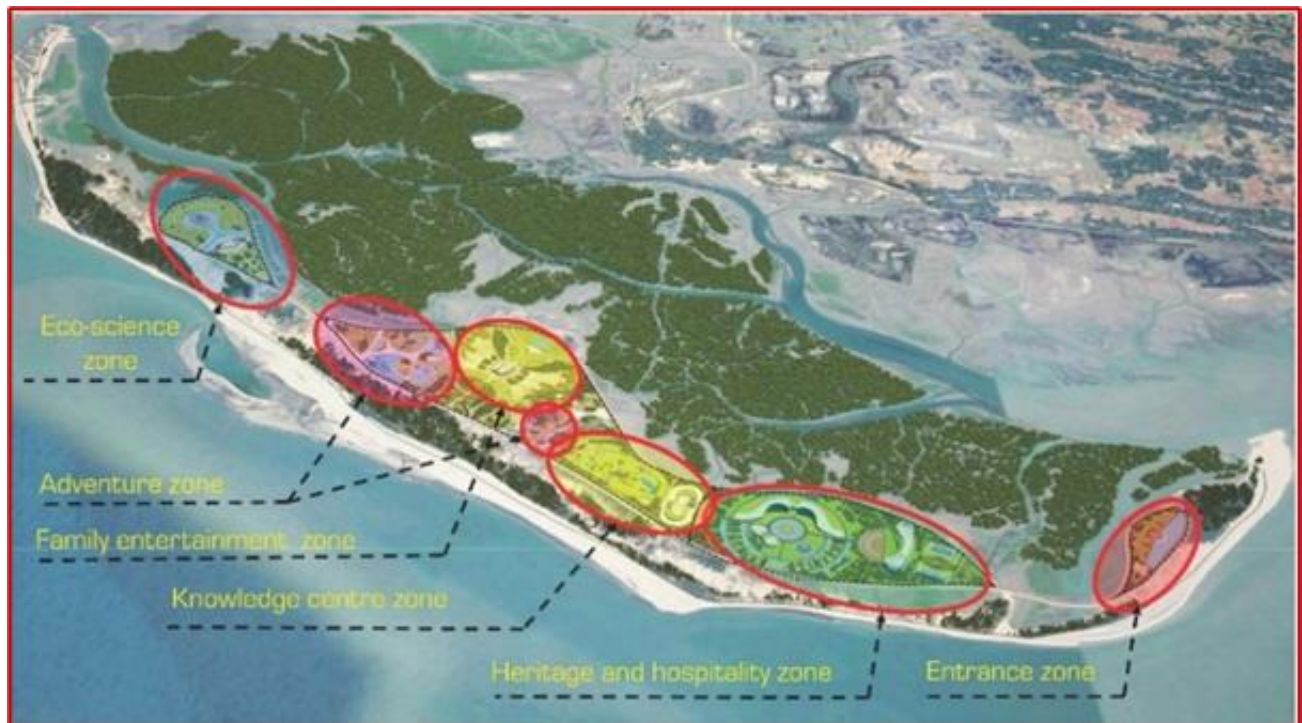 Eco-science
zone
Adventure zone
Family entertainment zone
Knowledge centre zone
Heritage and hospitality zone
Entrance zone